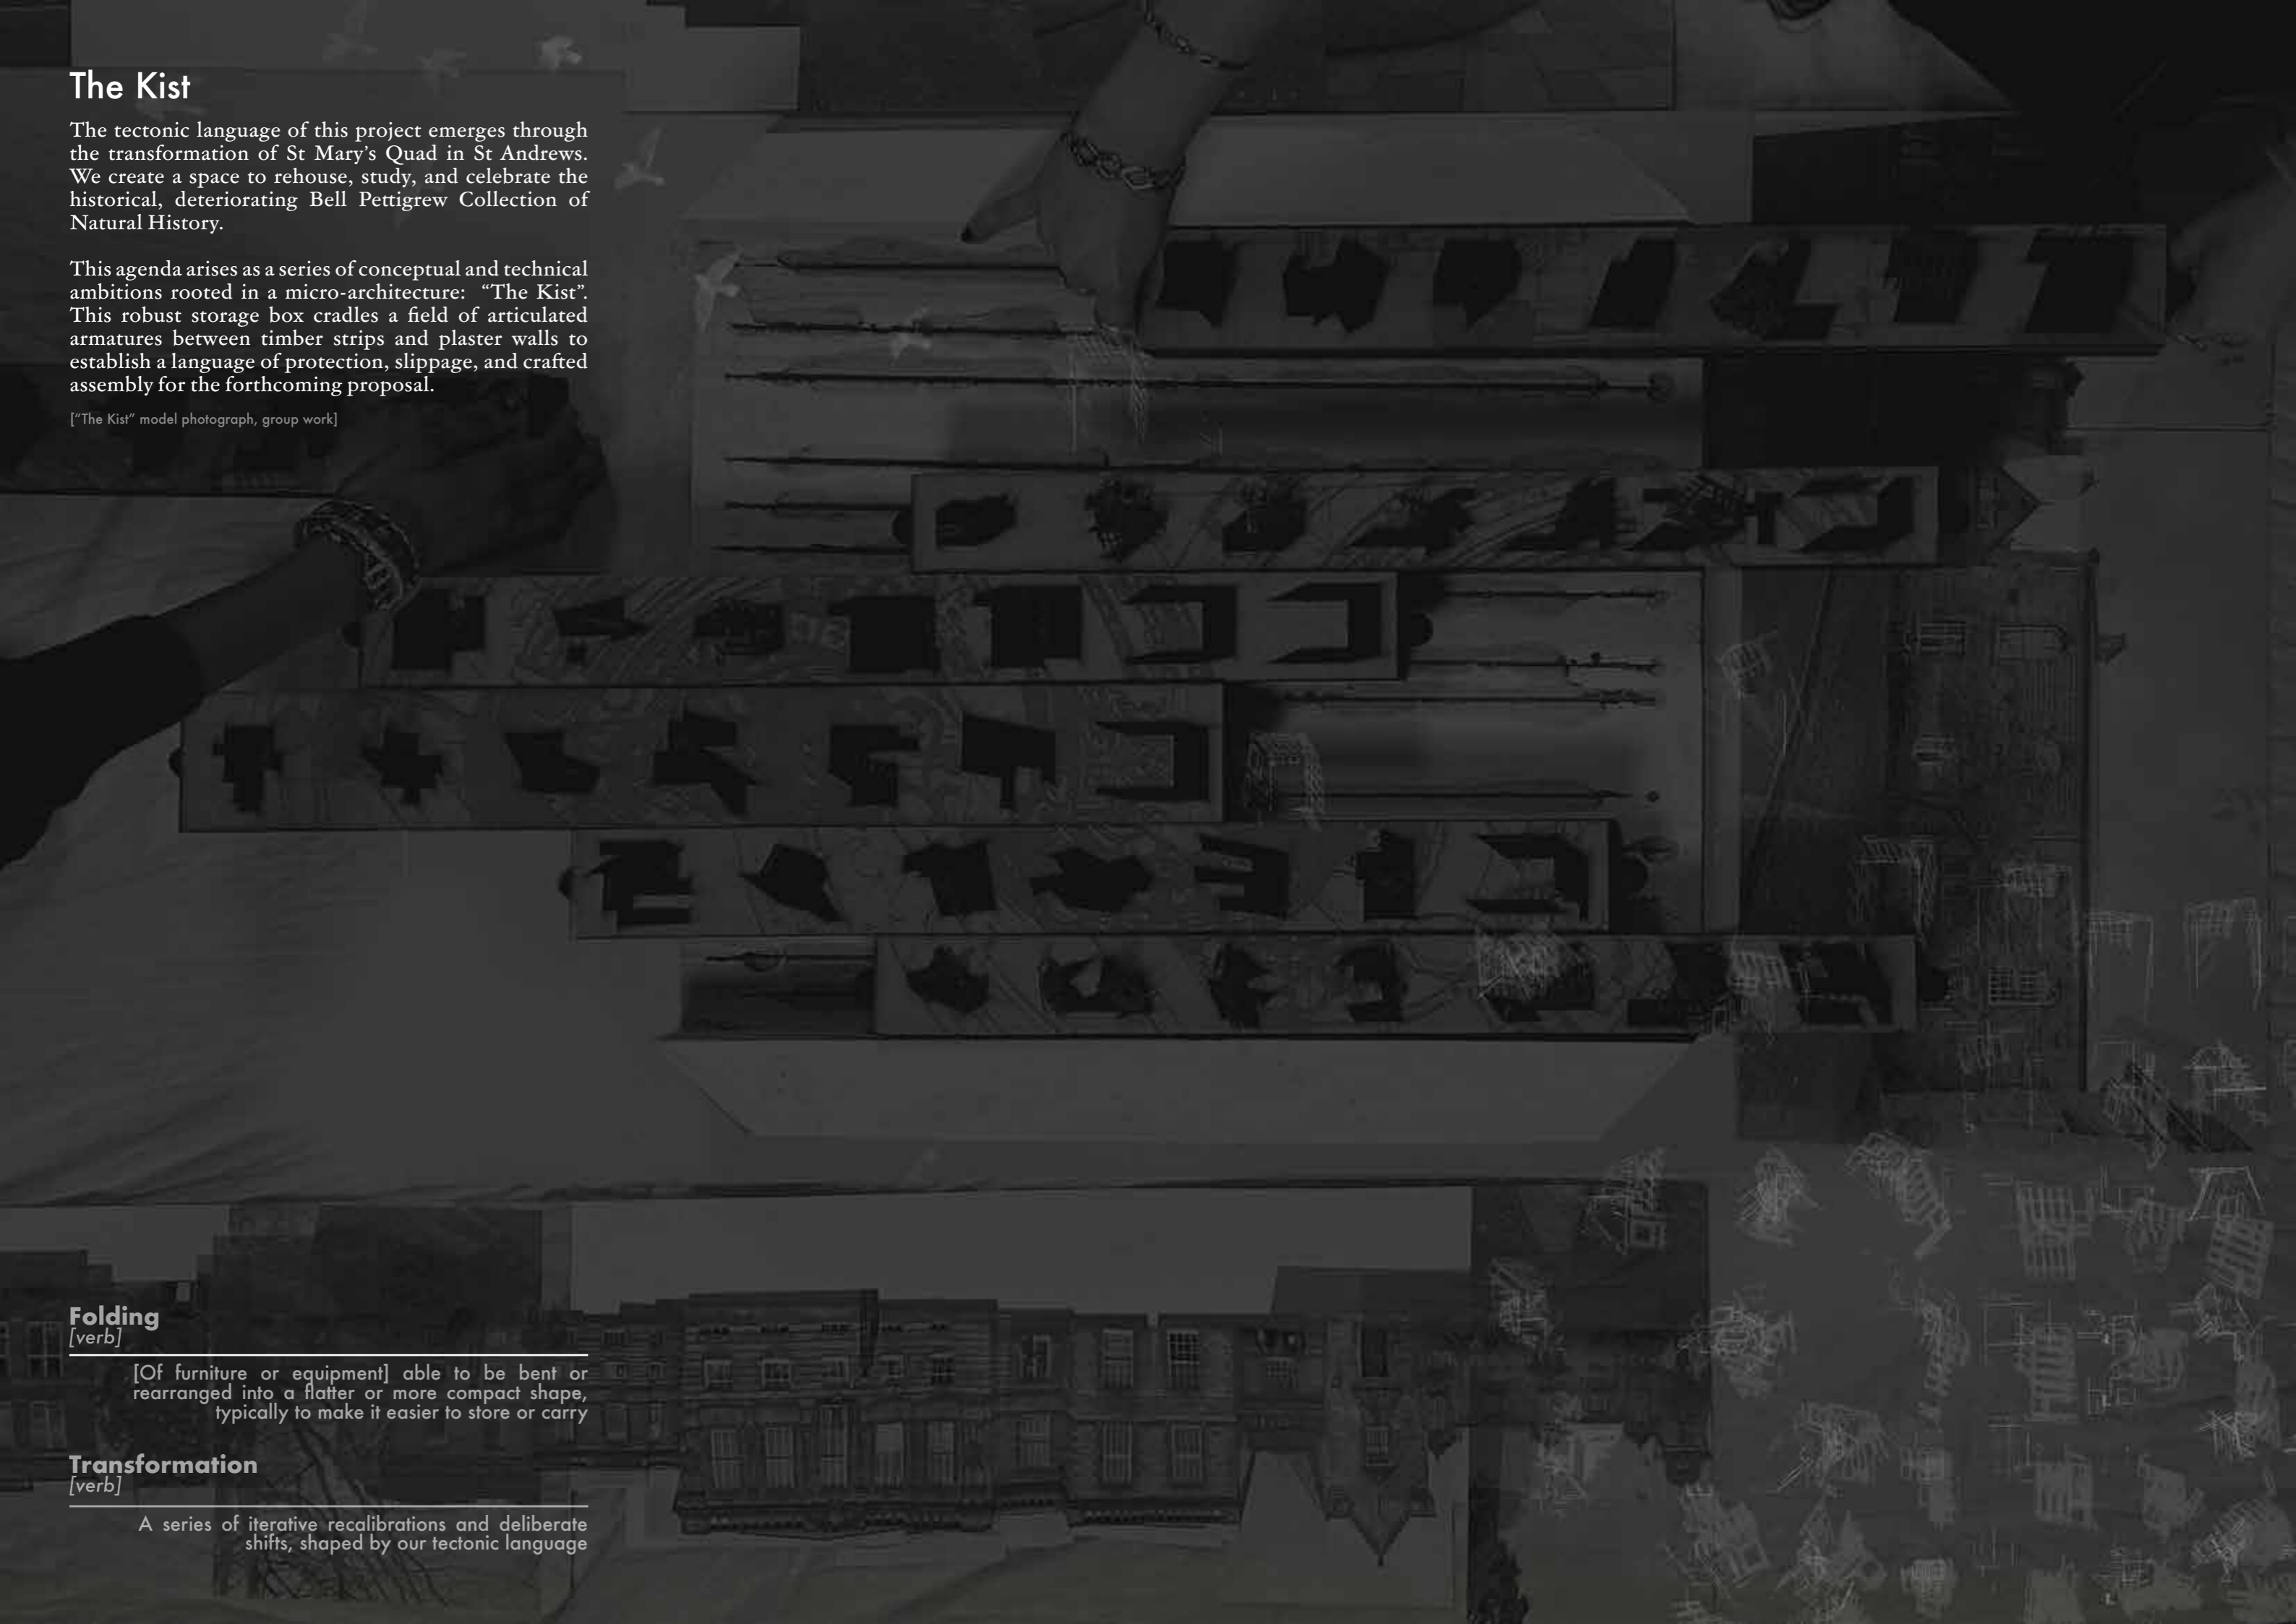 The Kist
The tectonic language of this project emerges through
the transformation of St Mary’s Quad in St Andrews.
We create a space to rehouse, study, and celebrate the
historical, deteriorating Bell Pettigrew Collection of
Natural History.
This agenda arises as a series of conceptual and technical
ambitions rooted in a micro-architecture: “The Kist”.
This robust storage box cradles a field of articulated
armatures between timber strips and plaster walls to
establish a language of protection, slippage, and crafted
assembly for the forthcoming proposal.
[“The Kist” model photograph, group work]
Folding
[verb]
[Of furniture or equipment] able to be bent or
rearranged into a flatter or more compact shape,
typically to make it easier to store or carry
Transformation
[verb]
A series of iterative recalibrations and deliberate
shifts, shaped by our tectonic language